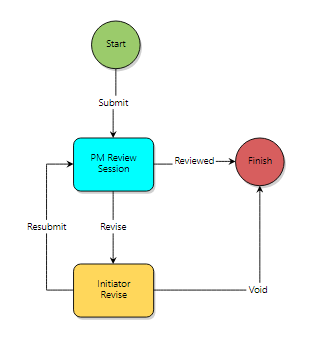 Start
Submit
PM Review
Session
Reviewed
Finish
Resubmit
Revise
Initiator
Revise
Void